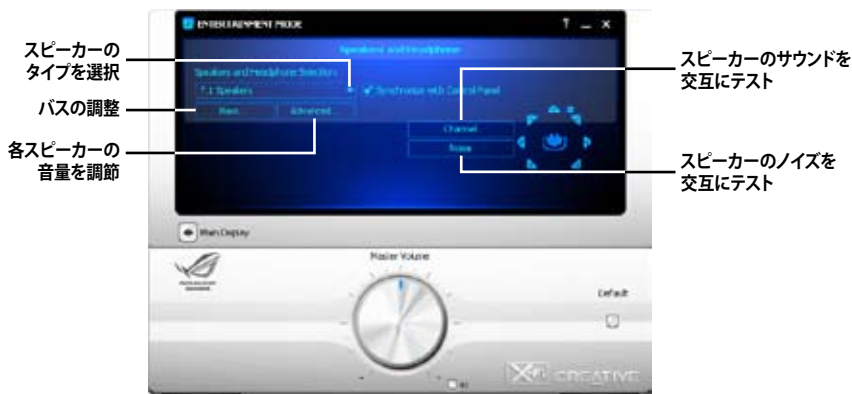 ENTERTAINMENT MODE
Speakers and Headphone
スピーカーの
タイプを選択
Speakers and Headphone Selection
7.1 Speakers
Synchronize with Control Panel
スピーカーのサウンドを
交互にテスト
バスの調整
Bass...
Advanced...
Channel
各スピーカーの
音量を調節
Noise
スピーカーのノイズを
交互にテスト
Main Display
Master Volume
Default
X-Fi CREATIVE